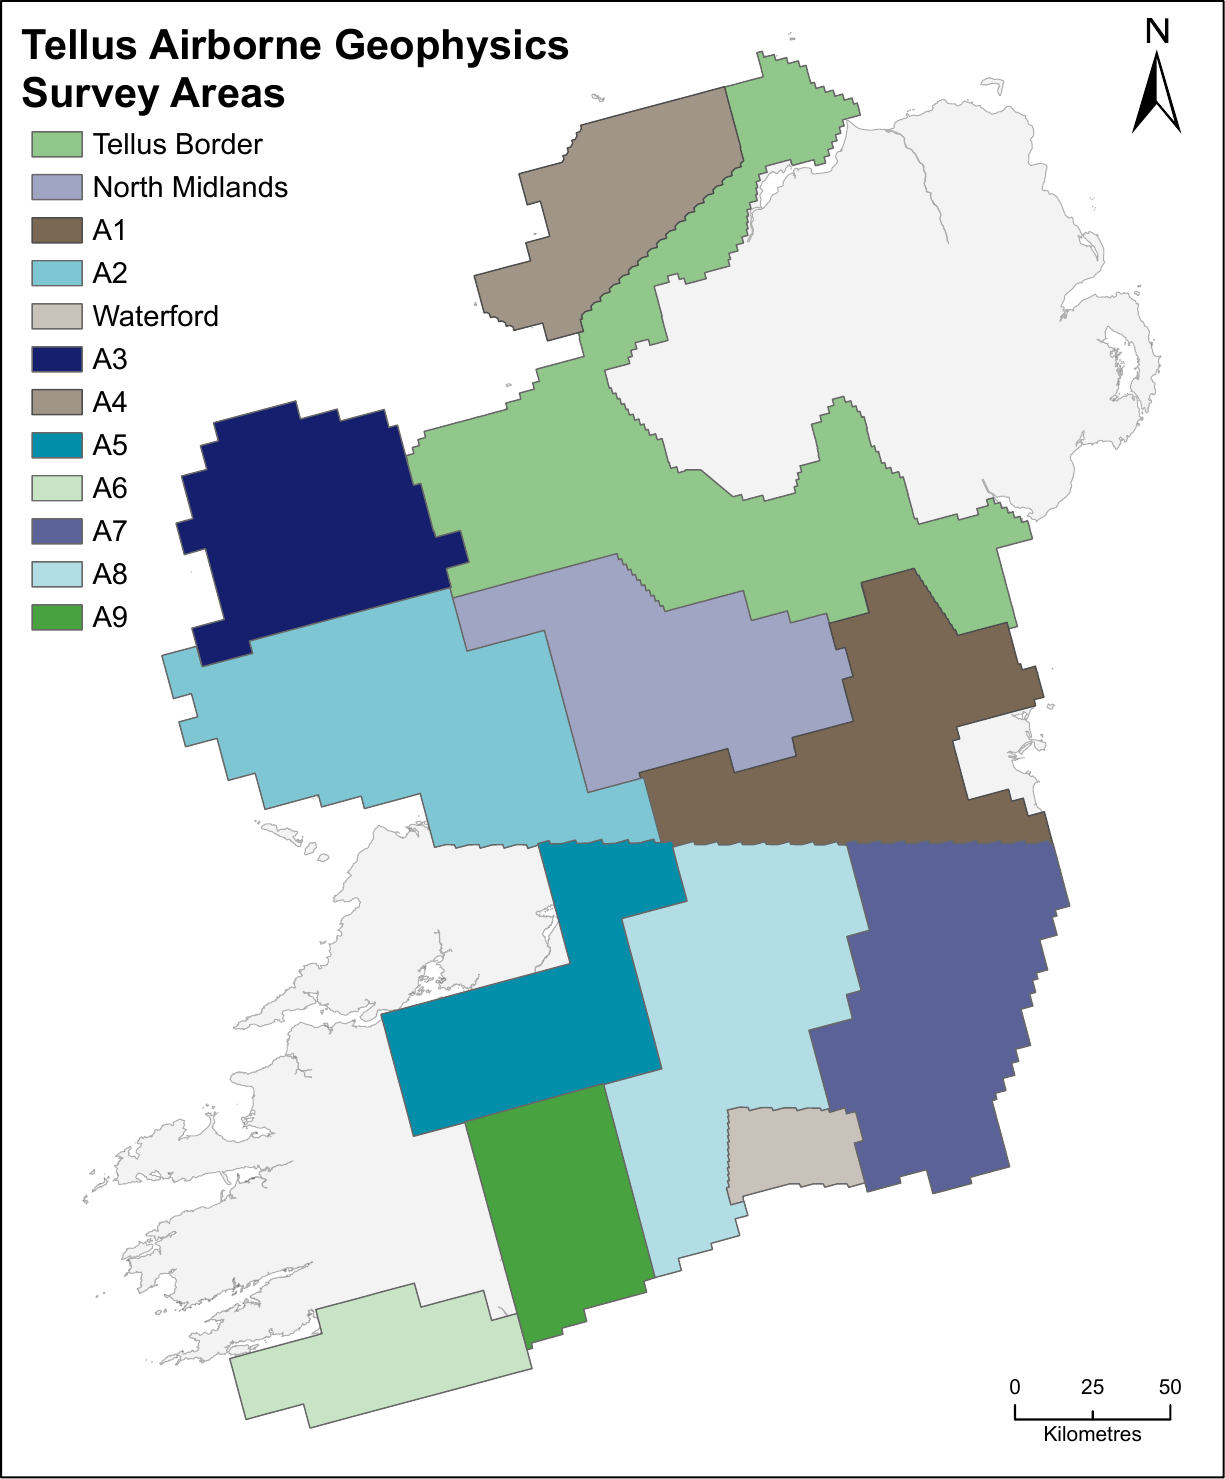 Tellus Airborne Geophysics
Survey Areas
Tellus Border
North Midlands
A1
A2
Waterford
A3
A4
A5
A6
A7
A8
A9
N
0 25 50
Kilometres